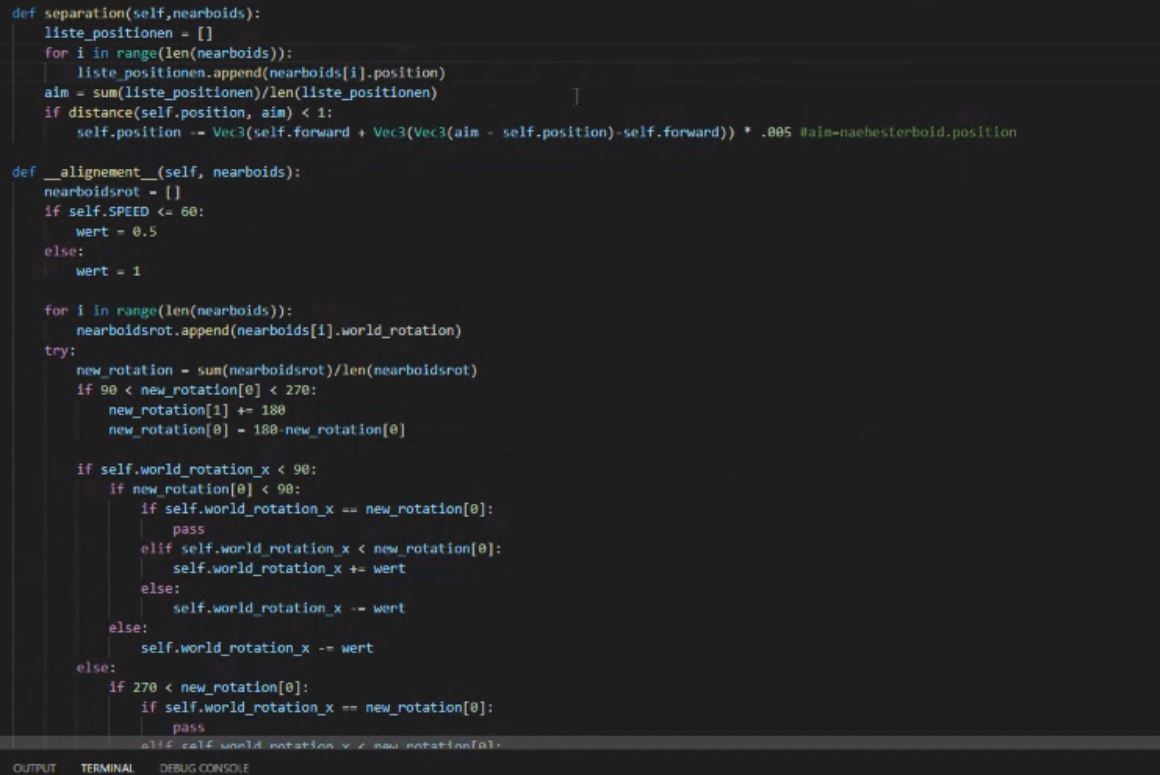 def separation(self,nearboids):
    liste_positionen = []
    for i in range(len(nearboids)):
        liste_positionen.append(nearboids[i].position)
    aim = sum(liste_positionen)/len(liste_positionen)
    if distance(self.position, aim) < 1:
        self.position -= Vec3(self.forward + Vec3(Vec3(aim - self.position)-self.forward)) * .005 #aim=naehesterboid.position
def __alignement__(self, nearboids):
    nearboidsrot = []
    if self.SPEED <= 60:
        wert = 0.5
    else:
        wert = 1
    for i in range(len(nearboids)):
        nearboidsrot.append(nearboids[i].world_rotation)
    try:
        new_rotation = sum(nearboidsrot)/len(nearboidsrot)
        if 90 < new_rotation[0] < 270:
            new_rotation[1] += 180
            new_rotation[0] = 180-new_rotation[0]
        if self.world_rotation_x < 90:
            if new_rotation[0] < 90:
                if self.world_rotation_x == new_rotation[0]:
                    pass
                elif self.world_rotation_x < new_rotation[0]:
                    self.world_rotation_x += wert
                else:
                    self.world_rotation_x -= wert
            else:
                self.world_rotation_x -= wert
        else:
            if 270 < new_rotation[0]:
                if self.world_rotation_x == new_rotation[0]:
                    pass
                elif self.world_rotation_x < new_rotation[0]:
OUTPUT TERMINAL DEBUG CONSOLE